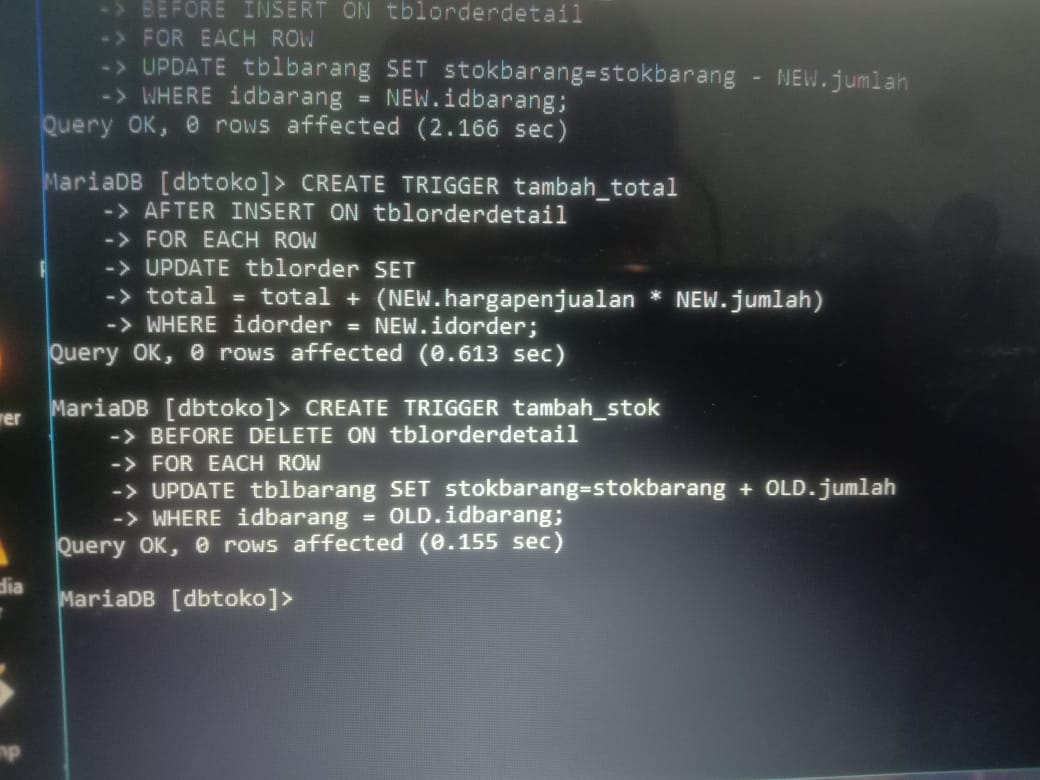 -> BEFORE INSERT ON tblorderdetail
-> FOR EACH ROW
-> UPDATE tblbarang SET stokbarang=stokbarang - NEW.jumlah
-> WHERE idbarang = NEW.idbarang;
Query OK, 0 rows affected (2.166 sec)
MariaDB [dbtoko]> CREATE TRIGGER tambah_total
-> AFTER INSERT ON tblorderdetail
-> FOR EACH ROW
-> UPDATE tblorder SET
-> total = total + (NEW.hargapenjualan * NEW.jumlah)
-> WHERE idorder = NEW.idorder;
Query OK, 0 rows affected (0.613 sec)
MariaDB [dbtoko]> CREATE TRIGGER tambah_stok
-> BEFORE DELETE ON tblorderdetail
-> FOR EACH ROW
-> UPDATE tblbarang SET stokbarang=stokbarang + OLD.jumlah
-> WHERE idbarang = OLD.idbarang;
Query OK, 0 rows affected (0.155 sec)
MariaDB [dbtoko]>